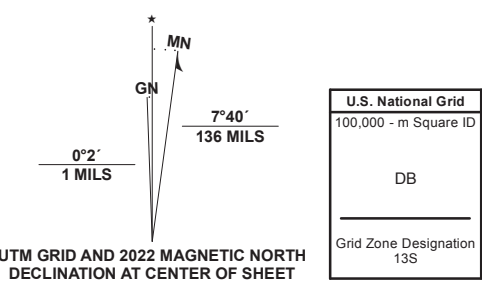 MN
GN
7°40´
136 MILS
0°2´
1 MILS
UTM GRID AND 2022 MAGNETIC NORTH
DECLINATION AT CENTER OF SHEET
U.S. National Grid
100,000 - m Square ID
DB
Grid Zone Designation
13S